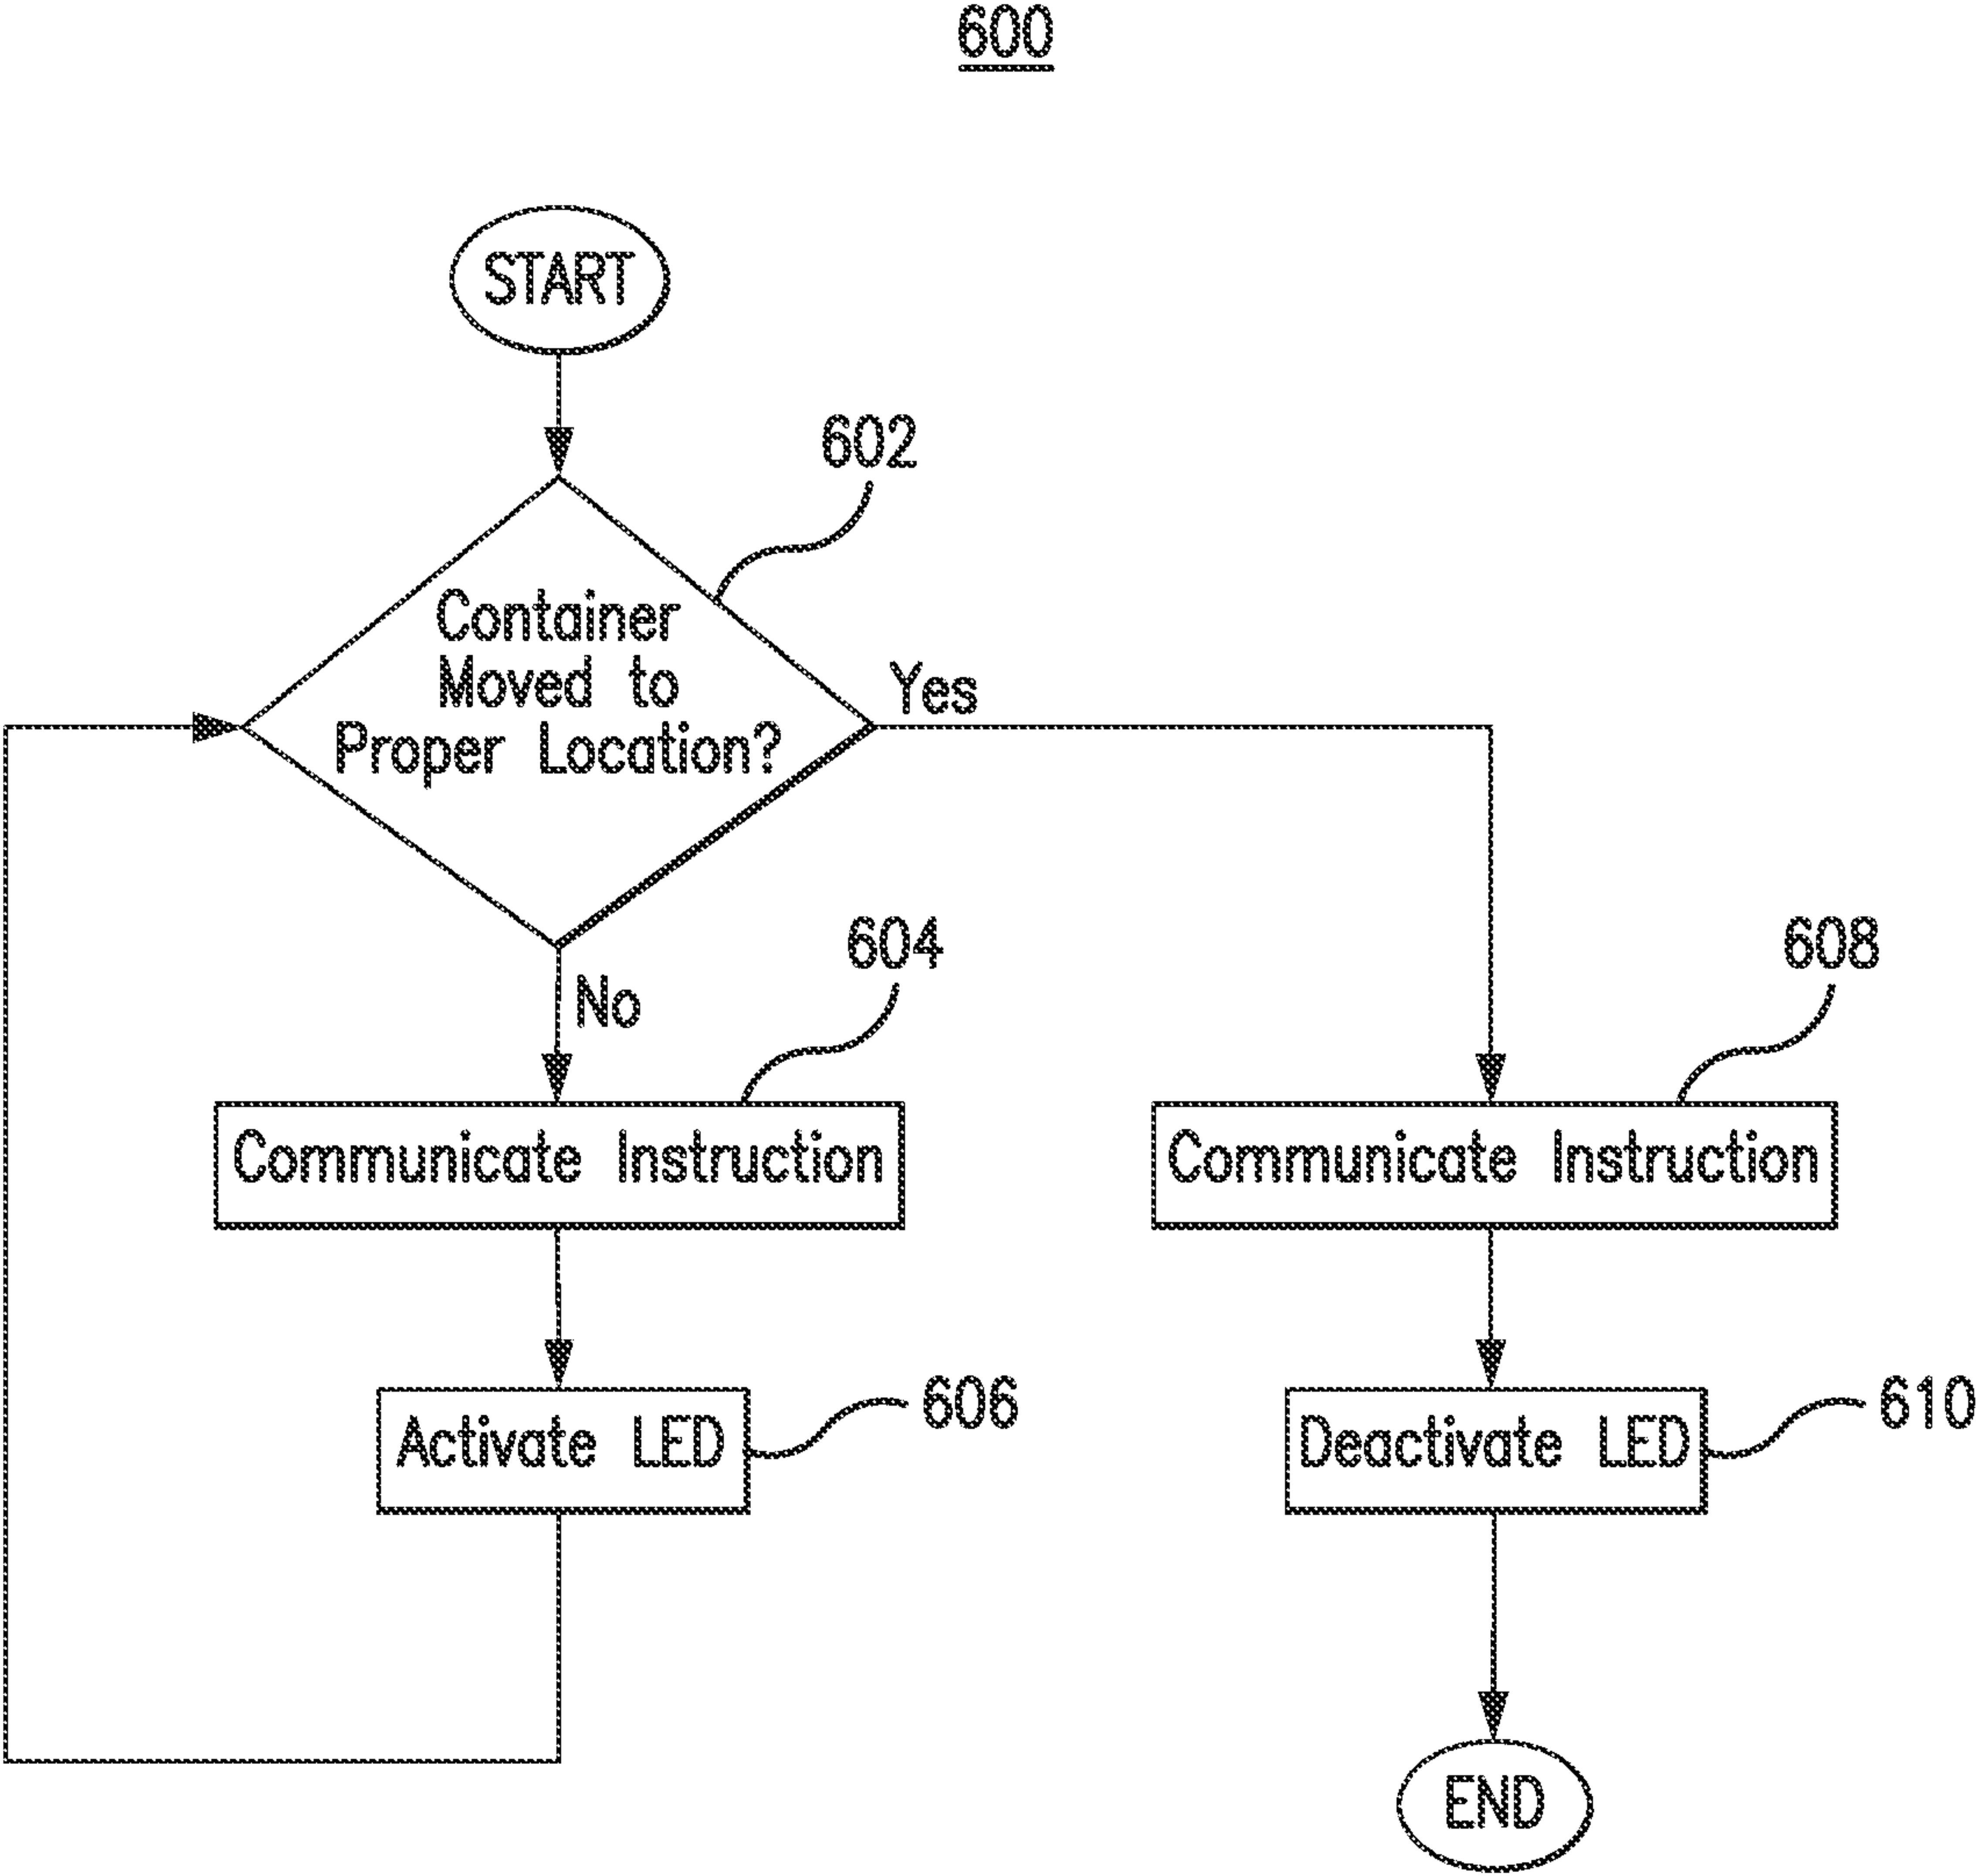 600
START
602
Container
Moved to
Proper Location?
Yes
No
604
608
Communicate Instruction
Communicate Instruction
Activate LED
606
Deactivate LED
610
END